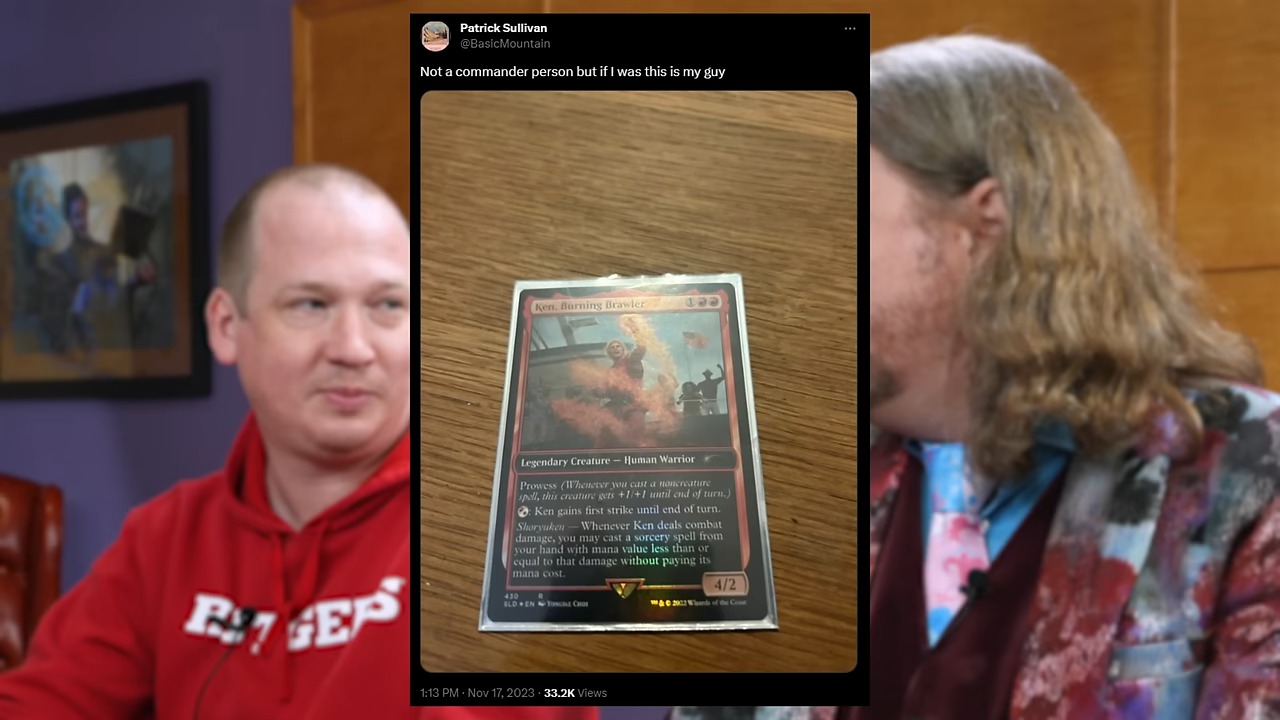 Patrick Sullivan
@BasicMountain
Not a commander person but if I was this is my guy
Ken, Burning Brawler
1
Legendary Creature — Human Warrior
Prowess (Whenever you cast a noncreature
spell, this creature gets +1/+1 until end of turn.)
: Ken gains first strike until end of turn.
Shoryuken — Whenever Ken deals combat
damage, you may cast a sorcery spell from
your hand with mana value less than or
equal to that damage without paying its
mana cost.
4/2
430 R
SLD EN
™ & © 2022 Wizards of the Coast
1:13 PM · Nov 17, 2023 · 33.2K Views